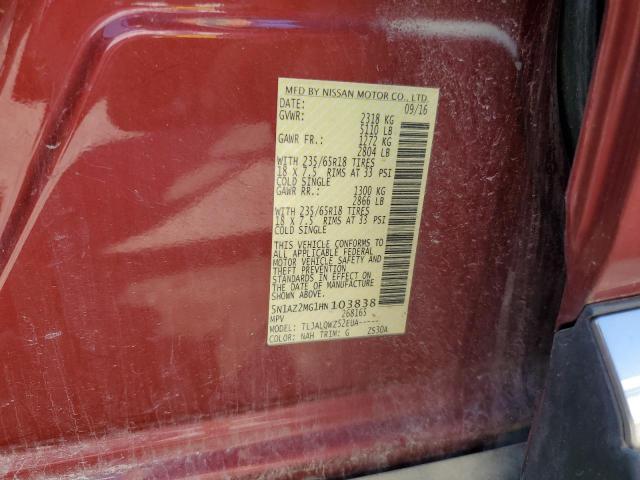 MFD BY NISSAN MOTOR CO., LTD.
DATE: 09/16
GVWR: 2318 KG
5110 LB
GAWR FR.: 1272 KG
2804 LB
WITH 235/65R18 TIRES
18 X 7.5 RIMS AT 33 PSI
COLD SINGLE
GAWR RR.: 1300 KG
2866 LB
WITH 235/65R18 TIRES
18 X 7.5 RIMS AT 33 PSI
COLD SINGLE
THIS VEHICLE CONFORMS TO
ALL APPLICABLE FEDERAL
MOTOR VEHICLE SAFETY AND
THEFT PREVENTION
STANDARDS IN EFFECT ON
THE DATE OF MANUFACTURE
SHOWN ABOVE.
5N1AZ2MG1HN103838
MPV 268165
MODEL: TLJALQWZ52EUA-----
COLOR: NAH TRIM: G ZS30A